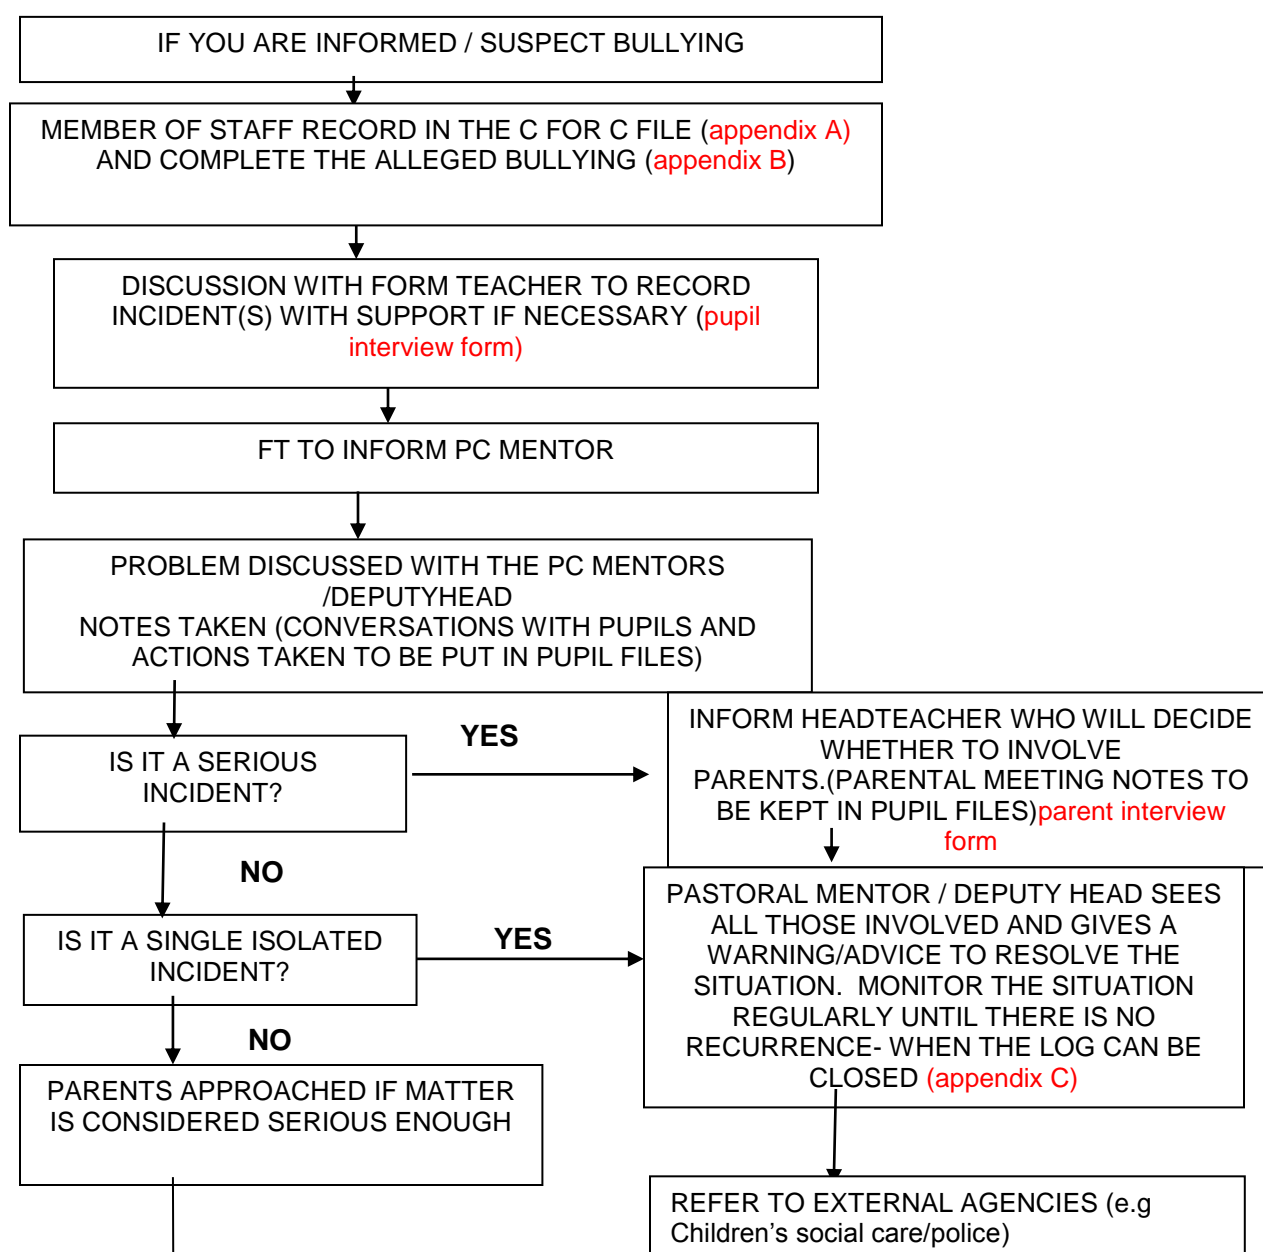 IF YOU ARE INFORMED / SUSPECT BULLYING
MEMBER OF STAFF RECORD IN THE C FOR C FILE (appendix A)
AND COMPLETE THE ALLEGED BULLYING (appendix B)
DISCUSSION WITH FORM TEACHER TO RECORD
INCIDENT(S) WITH SUPPORT IF NECESSARY (pupil
interview form)
FT TO INFORM PC MENTOR
PROBLEM DISCUSSED WITH THE PC MENTORS
/DEPUTYHEAD
NOTES TAKEN (CONVERSATIONS WITH PUPILS AND
ACTIONS TAKEN TO BE PUT IN PUPIL FILES)
IS IT A SERIOUS
INCIDENT?
YES
INFORM HEADTEACHER WHO WILL DECIDE
WHETHER TO INVOLVE
PARENTS.(PARENTAL MEETING NOTES TO
BE KEPT IN PUPIL FILES)parent interview
form
NO
IS IT A SINGLE ISOLATED
INCIDENT?
YES
PASTORAL MENTOR / DEPUTY HEAD SEES
ALL THOSE INVOLVED AND GIVES A
WARNING/ADVICE TO RESOLVE THE
SITUATION.  MONITOR THE SITUATION
REGULARLY UNTIL THERE IS NO
RECURRENCE- WHEN THE LOG CAN BE
CLOSED (appendix C)
NO
PARENTS APPROACHED IF MATTER
IS CONSIDERED SERIOUS ENOUGH
REFER TO EXTERNAL AGENCIES (e.g
Children’s social care/police)